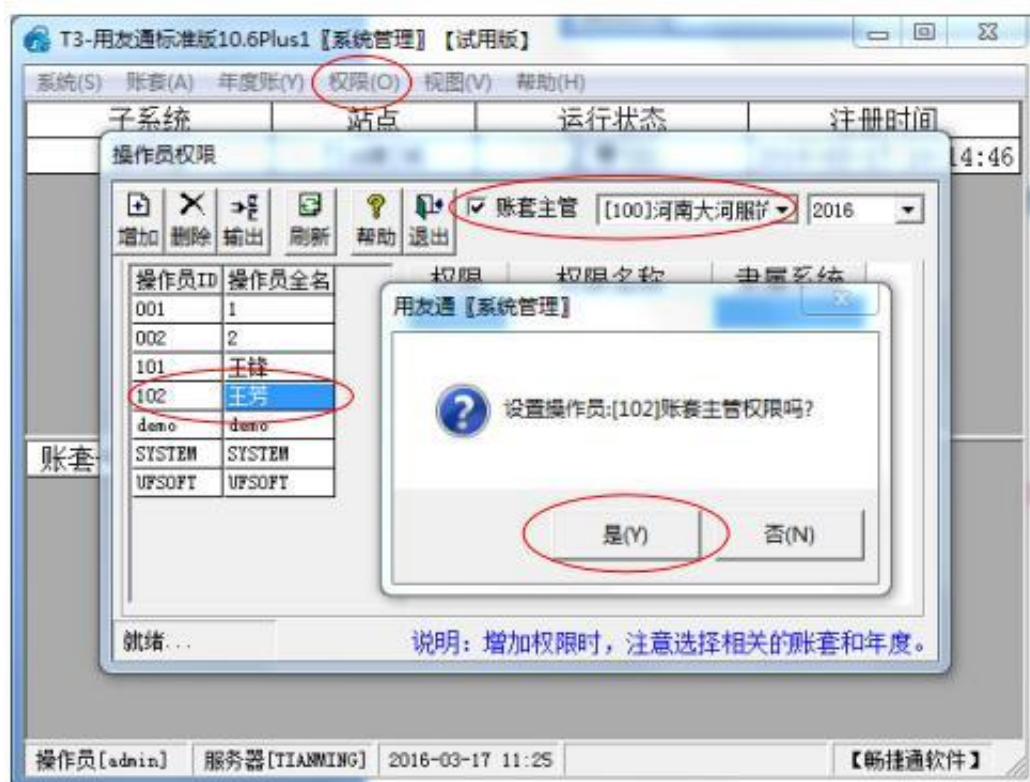 T3-用友通标准版10.6Plus1〖系统管理〗【试用版】
系统(S) 账套(A) 年度账(Y) 权限(O) 视图(V) 帮助(H)
子系统 站点 运行状态 注册时间
14:46
操作员权限
增加 删除 输出 刷新 帮助 退出 账套主管 [100]河南大河服 2016
操作员ID 操作员全名 权限 权限名称 隶属系统
001 1
002 2
101 王锋
102 王芳
demo demo
SYSTEM SYSTEM
UFSOFT UFSOFT
用友通〖系统管理〗
设置操作员:[102]账套主管权限吗?
是(Y) 否(N)
账套
就绪... 说明：增加权限时，注意选择相关的账套和年度。
操作员[admin] 服务器[TIANMING] 2016-03-17 11:25 【畅捷通软件】